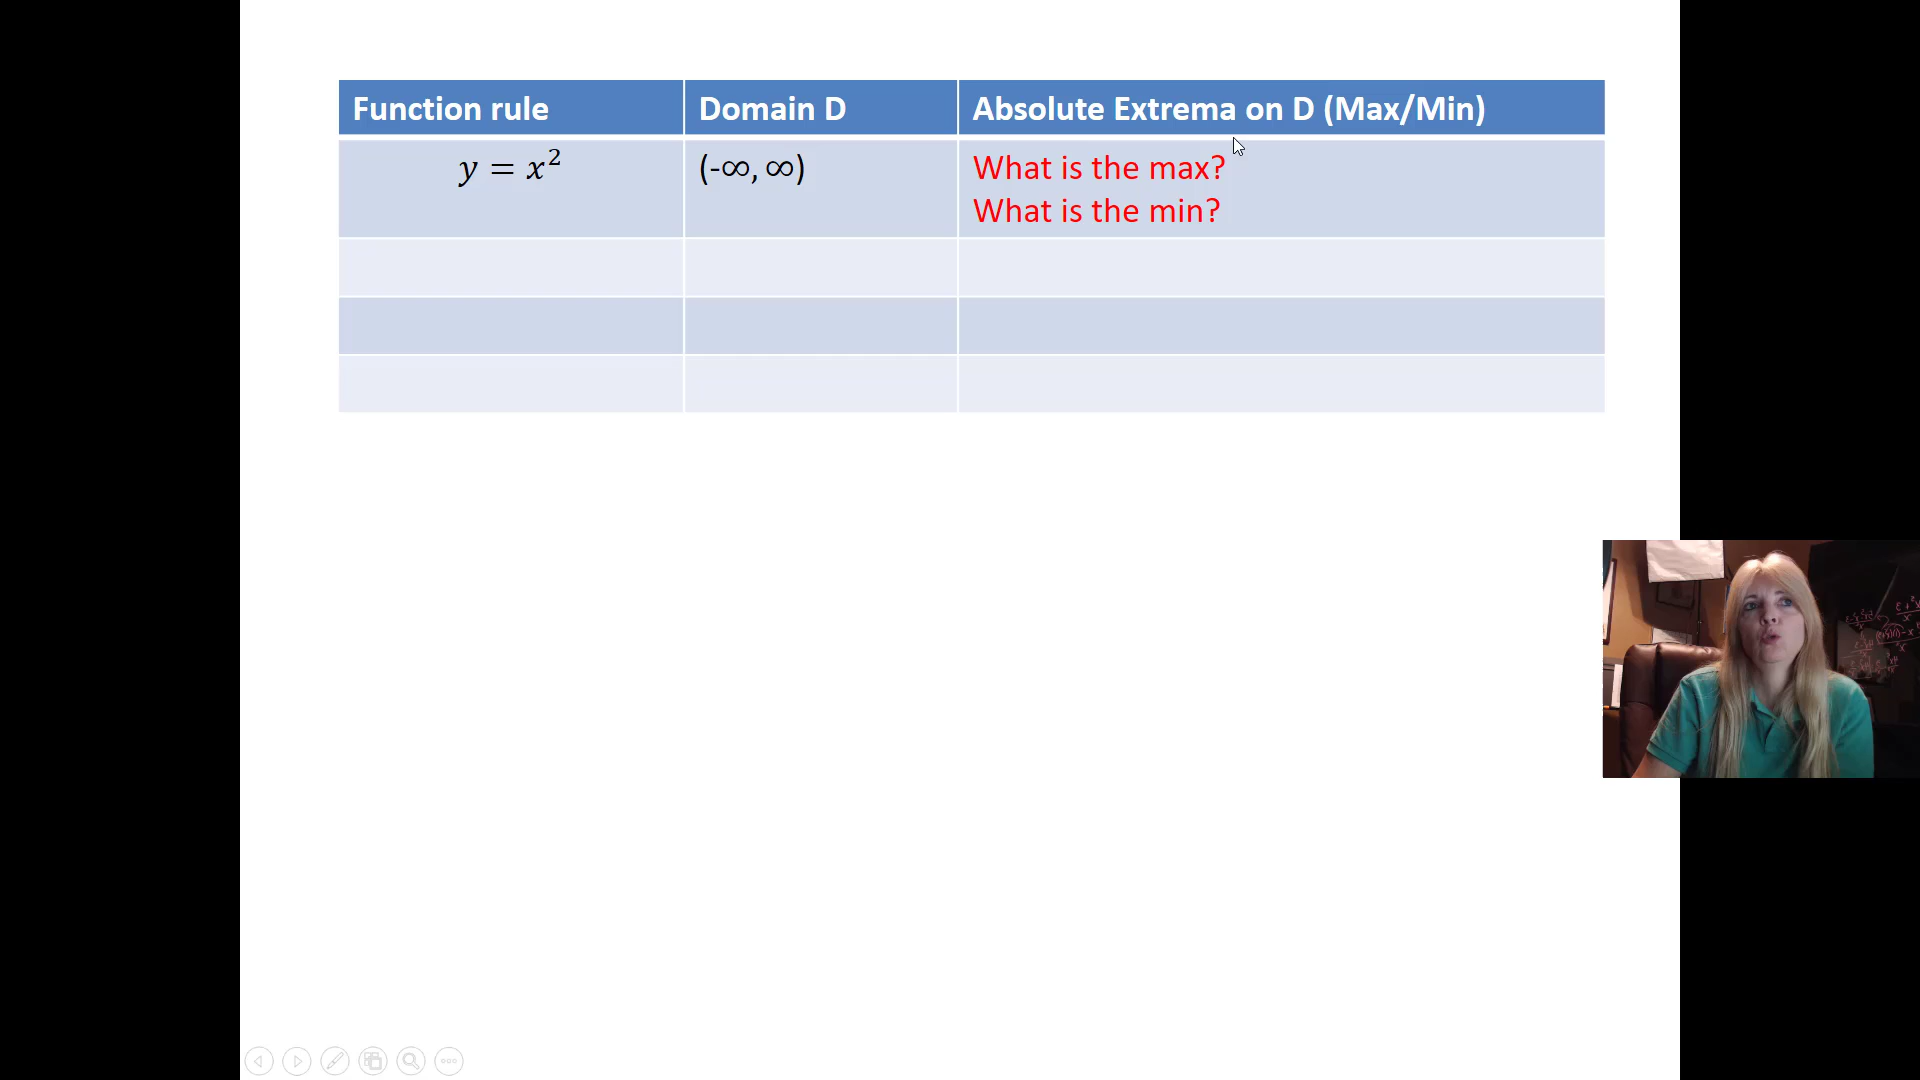 Function rule Domain D Absolute Extrema on D (Max/Min)
y = x² (-∞, ∞) What is the max?
What is the min?